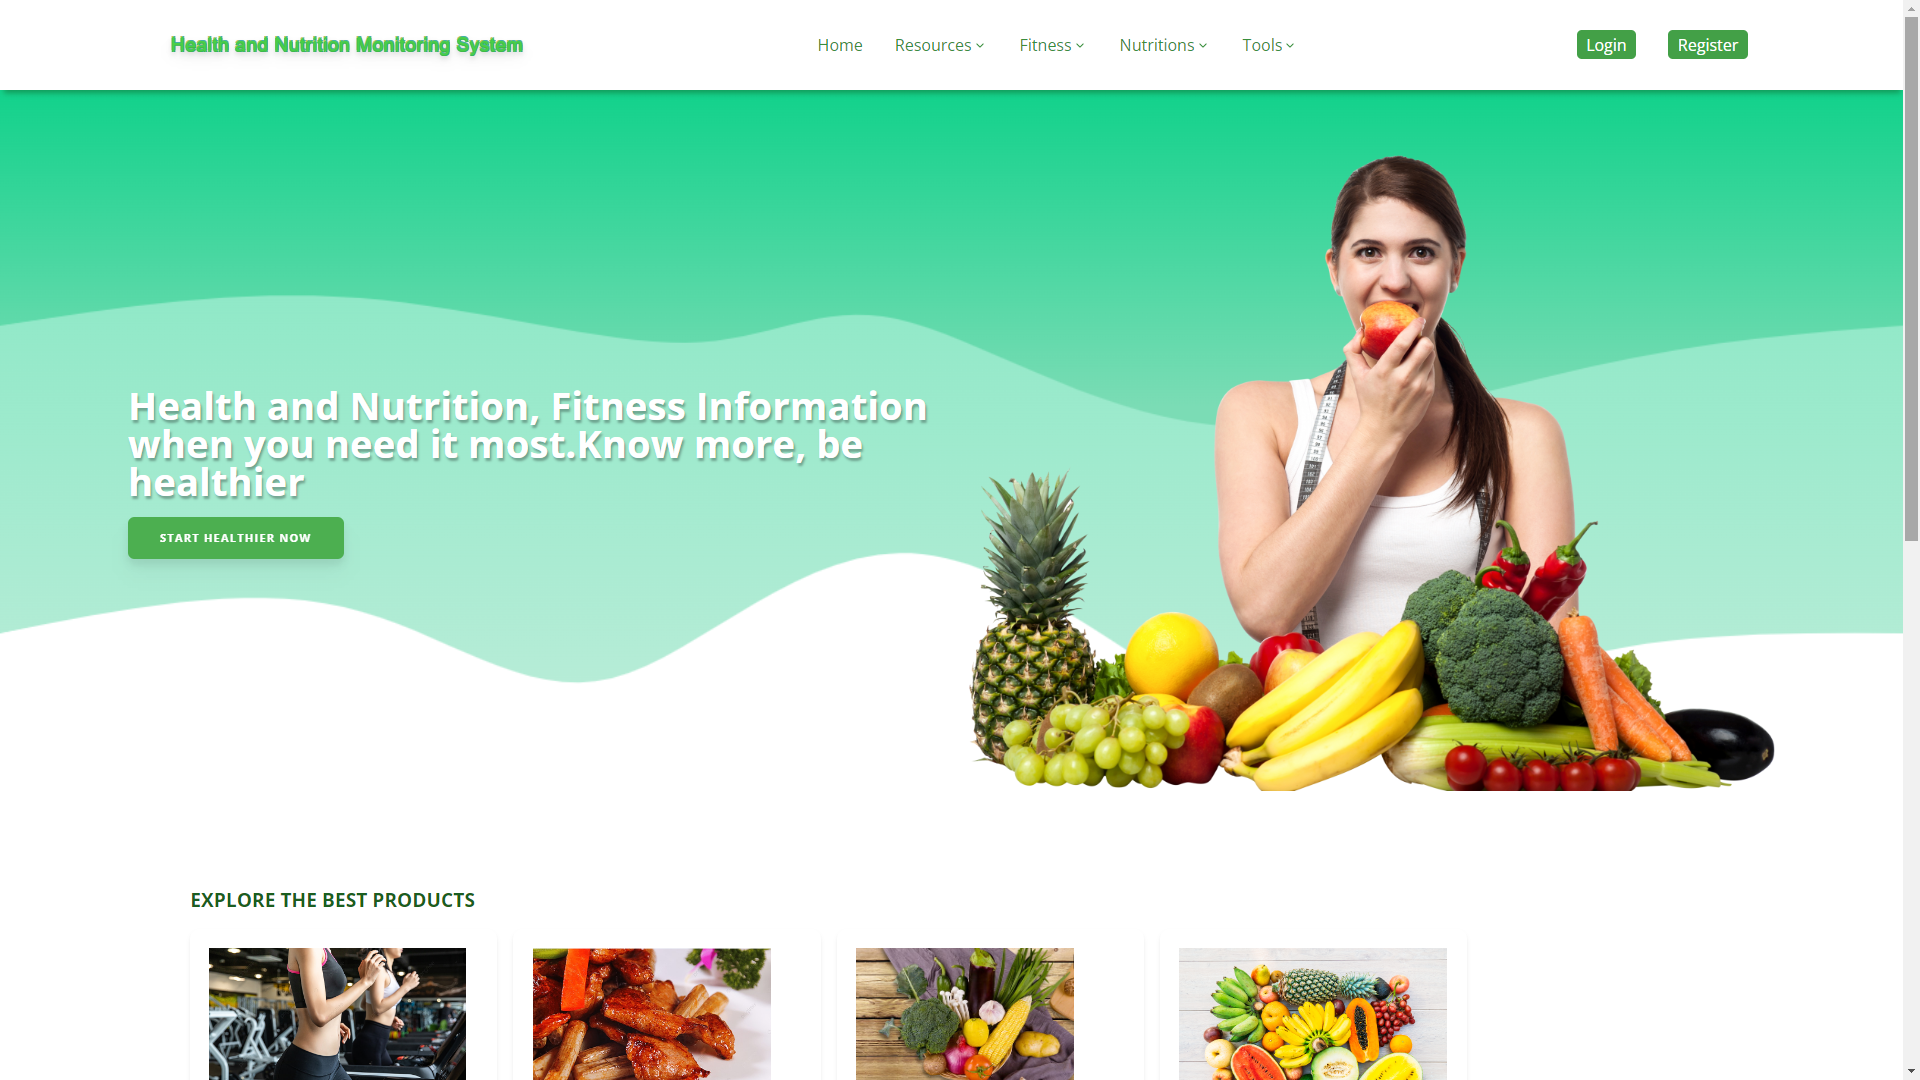 Health and Nutrition Monitoring System
Home
Resources
Fitness
Nutritions
Tools
Login
Register
Health and Nutrition, Fitness Information
when you need it most.Know more, be
healthier
START HEALTHIER NOW
EXPLORE THE BEST PRODUCTS